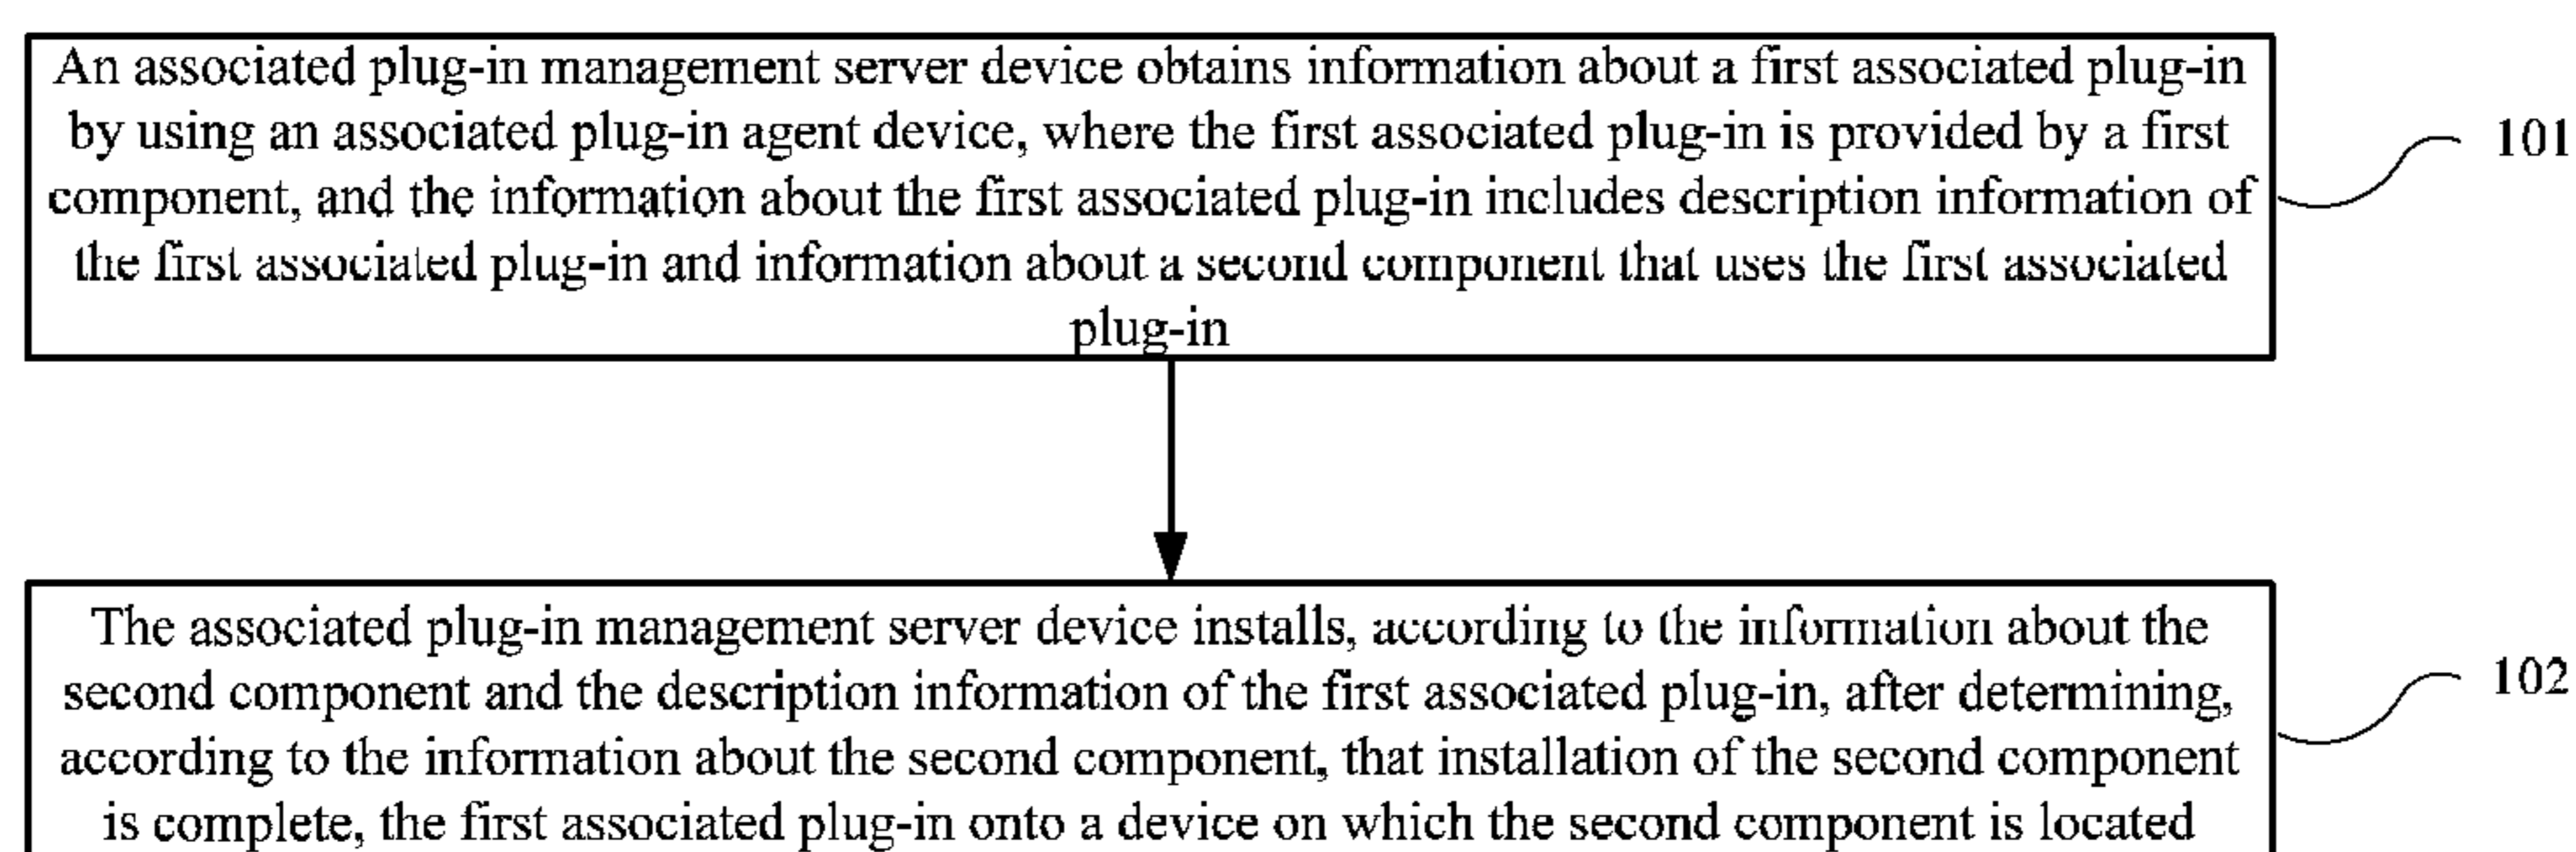 An associated plug-in management server device obtains information about a first associated plug-in
by using an associated plug-in agent device, where the first associated plug-in is provided by a first
component, and the information about the first associated plug-in includes description information of
the first associated plug-in and information about a second component that uses the first associated
plug-in
101
The associated plug-in management server device installs, according to the information about the
second component and the description information of the first associated plug-in, after determining,
according to the information about the second component, that installation of the second component
is complete, the first associated plug-in onto a device on which the second component is located
102